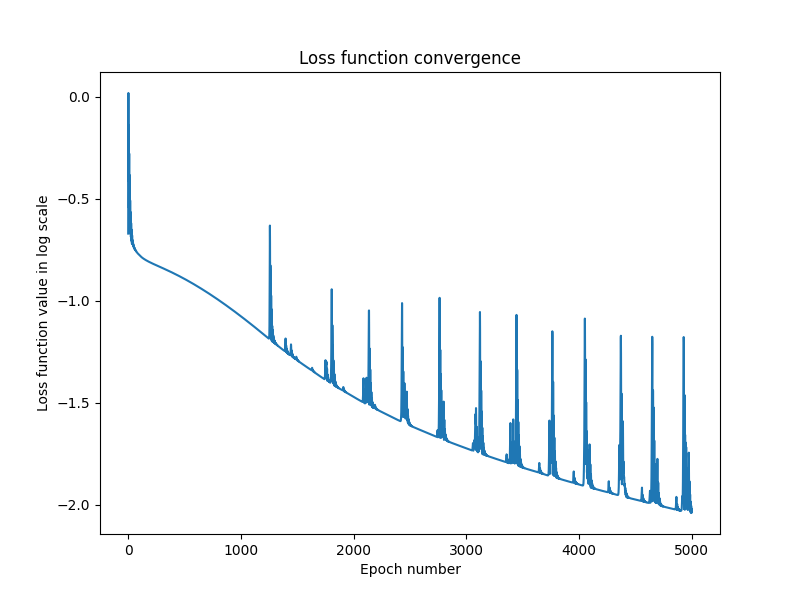 Loss function convergence
0.0
−0.5
−1.0
−1.5
−2.0
Loss function value in log scale
0 1000 2000 3000 4000 5000
Epoch number